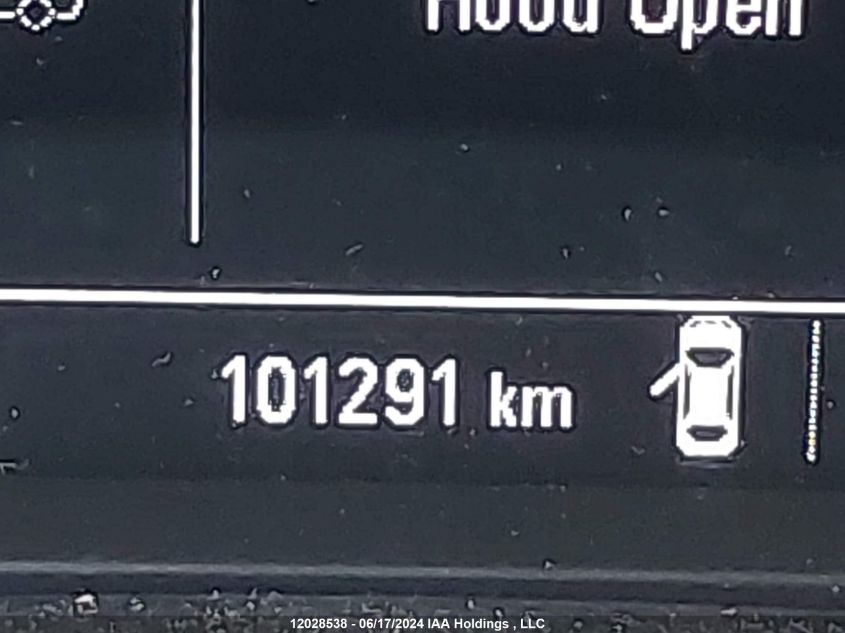 Hood Open
101291 km
12028538 - 06/17/2024 IAA Holdings , LLC